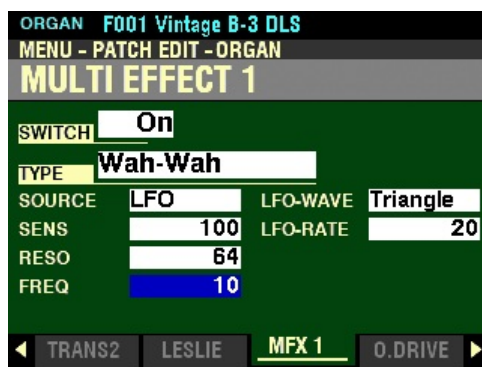 ORGAN F001 Vintage B-3 DLS
MENU - PATCH EDIT - ORGAN
MULTI EFFECT 1
SWITCH On
TYPE Wah-Wah
SOURCE LFO LFO-WAVE Triangle
SENS 100 LFO-RATE 20
RESO 64
FREQ 10
TRANS2 LESLIE MFX 1 O.DRIVE